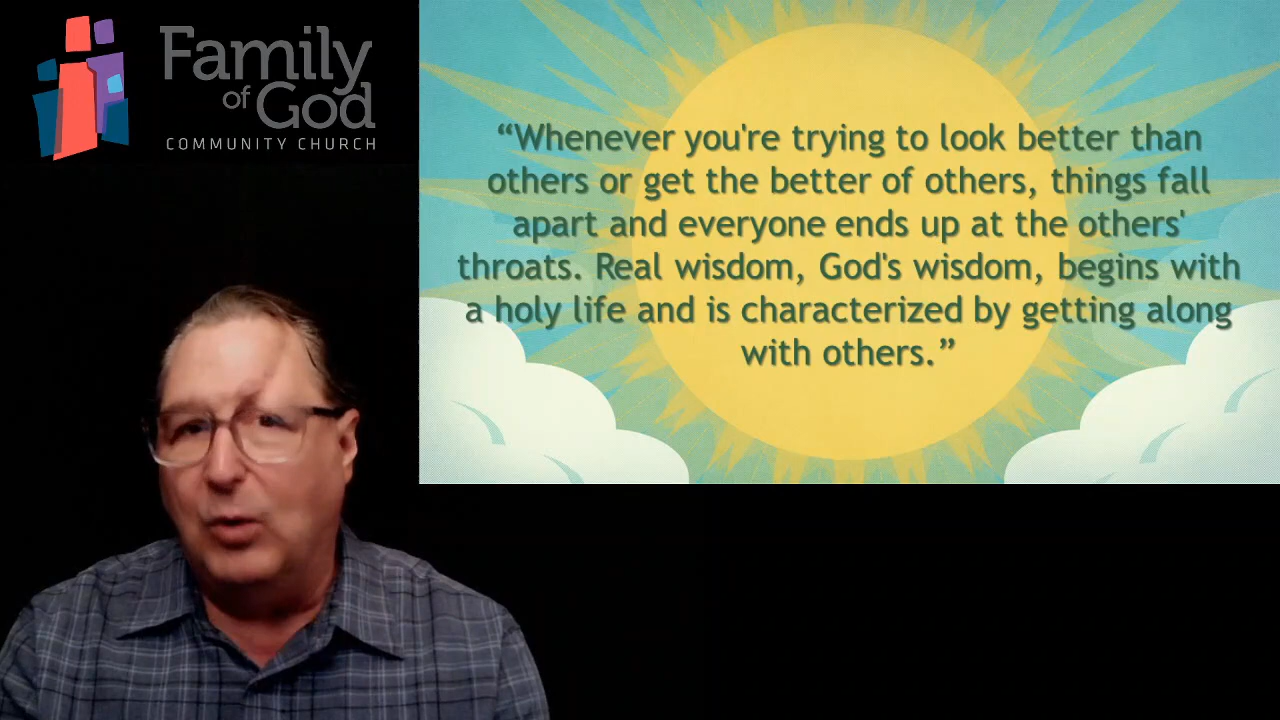 Family
of
God
COMMUNITY CHURCH
“Whenever you're trying to look better than
others or get the better of others, things fall
apart and everyone ends up at the others'
throats. Real wisdom, God's wisdom, begins with
a holy life and is characterized by getting along
with others.”